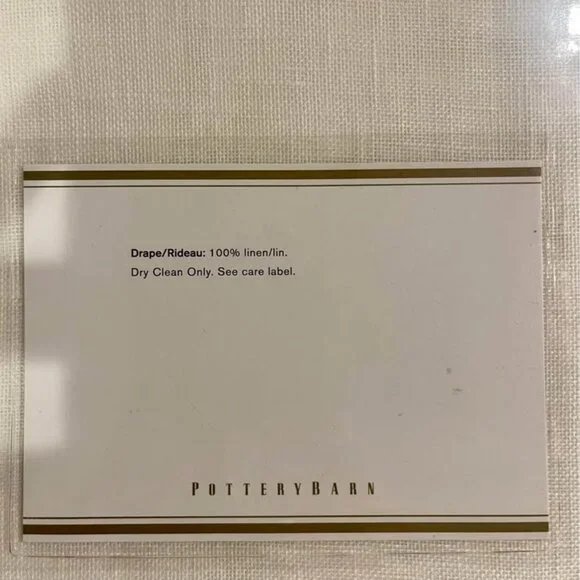 Drape/Rideau: 100% linen/lin.
Dry Clean Only. See care label.
POTTERYBARN